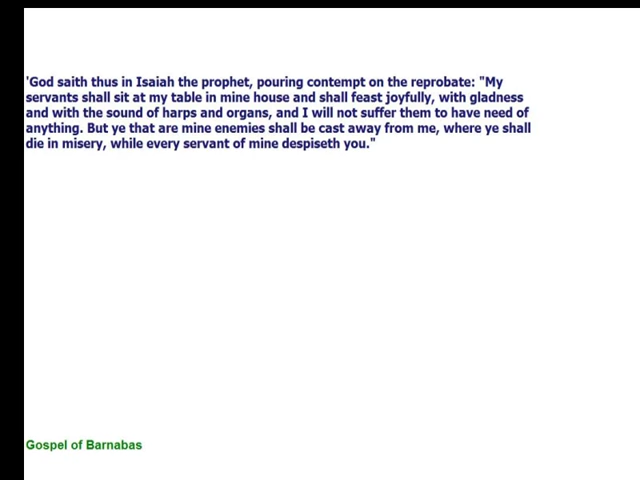 'God saith thus in Isaiah the prophet, pouring contempt on the reprobate: "My
servants shall sit at my table in mine house and shall feast joyfully, with gladness
and with the sound of harps and organs, and I will not suffer them to have need of
anything. But ye that are mine enemies shall be cast away from me, where ye shall
die in misery, while every servant of mine despiseth you."
Gospel of Barnabas